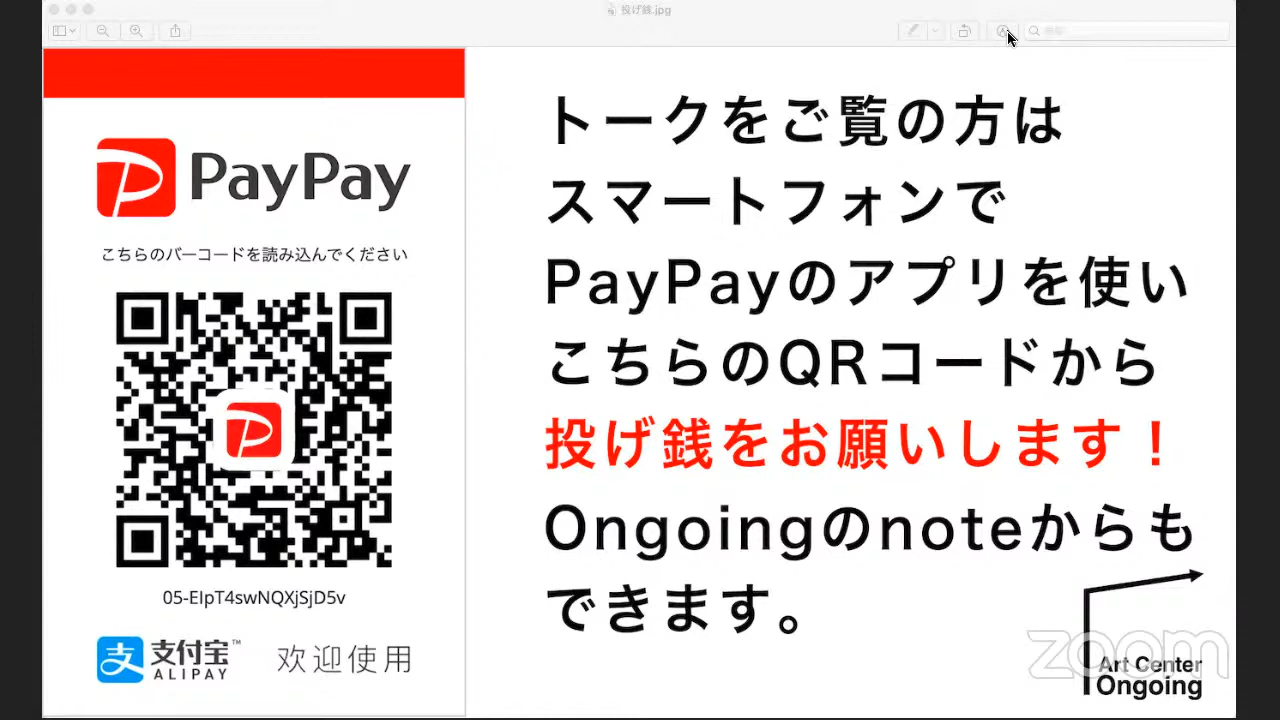 投げ銭.jpg
PayPay
こちらのバーコードを読み込んでください
05-EIpT4swNQXjSjD5v
支付宝™
ALIPAY
欢迎使用
トークをご覧の方は
スマートフォンで
PayPayのアプリを使い
こちらのQRコードから
投げ銭をお願いします！
Ongoingのnoteからも
できます。
zoom
Art Center
Ongoing